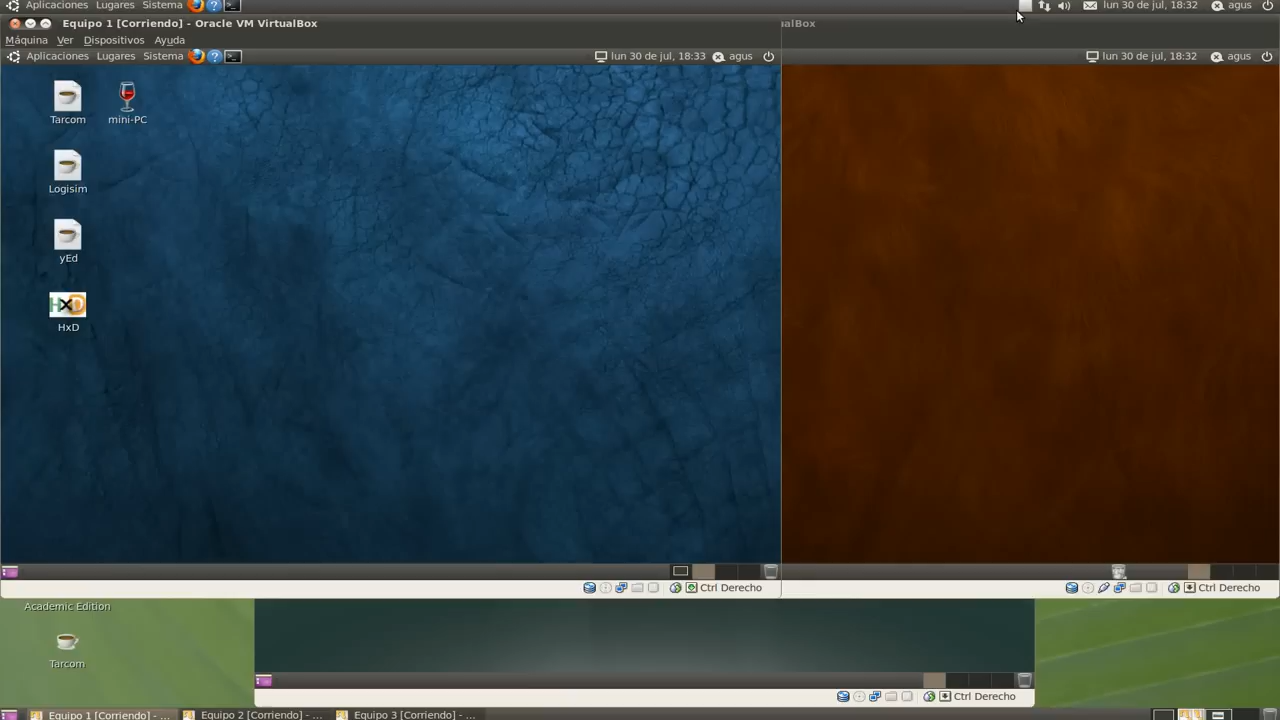 Aplicaciones Lugares Sistema
lun 30 de jul, 18:32 agus
Equipo 1 [Corriendo] - Oracle VM VirtualBox
ualBox
Máquina Ver Dispositivos Ayuda
Aplicaciones Lugares Sistema
lun 30 de jul, 18:33 agus
lun 30 de jul, 18:32 agus
Tarcom
mini-PC
Logisim
yEd
HxD
HxD
Ctrl Derecho
Ctrl Derecho
Academic Edition
Tarcom
Ctrl Derecho
Equipo 1 [Corriendo] - ...
Equipo 2 [Corriendo] - ...
Equipo 3 [Corriendo] - ...